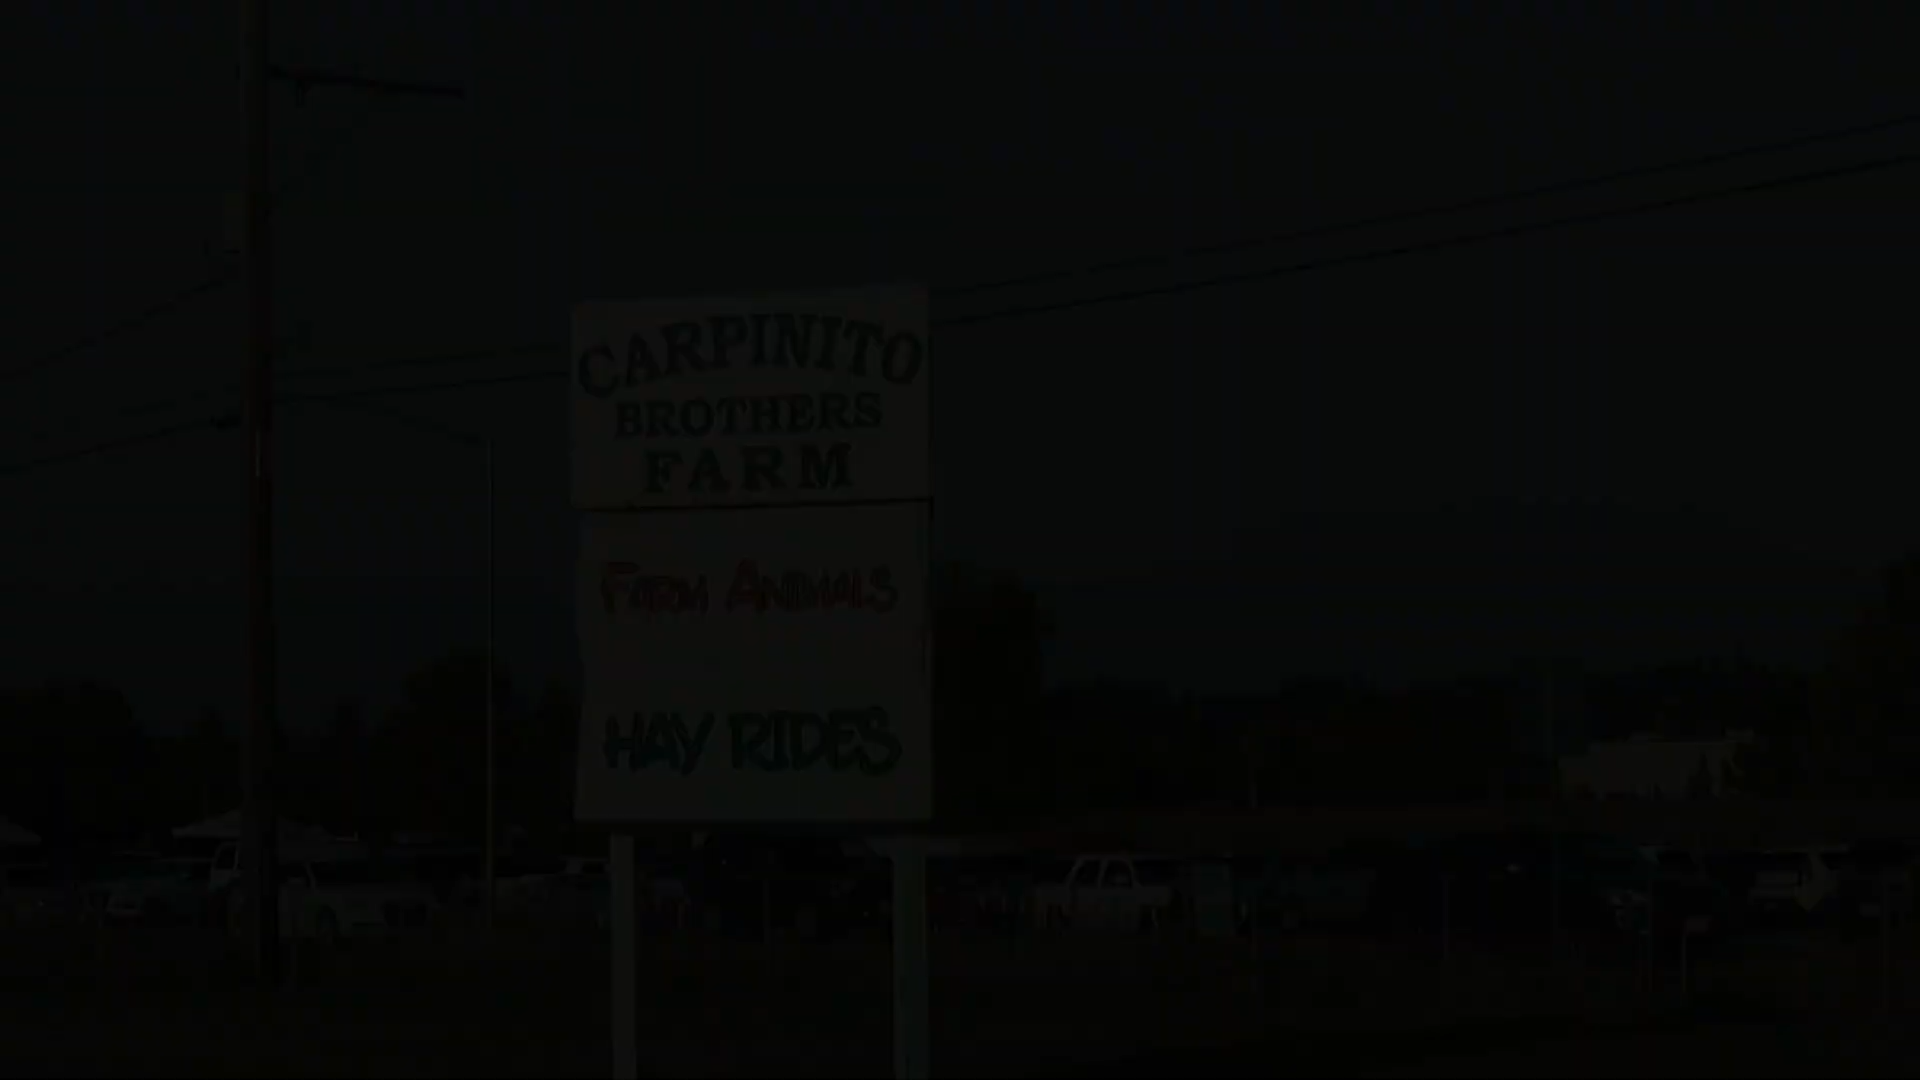 CARPINITO
BROTHERS
FARM
FARM ANIMALS
HAY RIDES